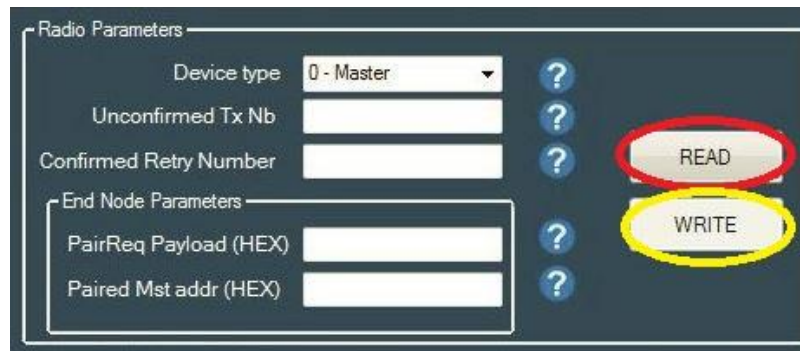 Radio Parameters
Device type 0 - Master ?
Unconfirmed Tx Nb ?
Confirmed Retry Number ? READ
End Node Parameters
WRITE
PairReq Payload (HEX) ?
Paired Mst addr (HEX) ?